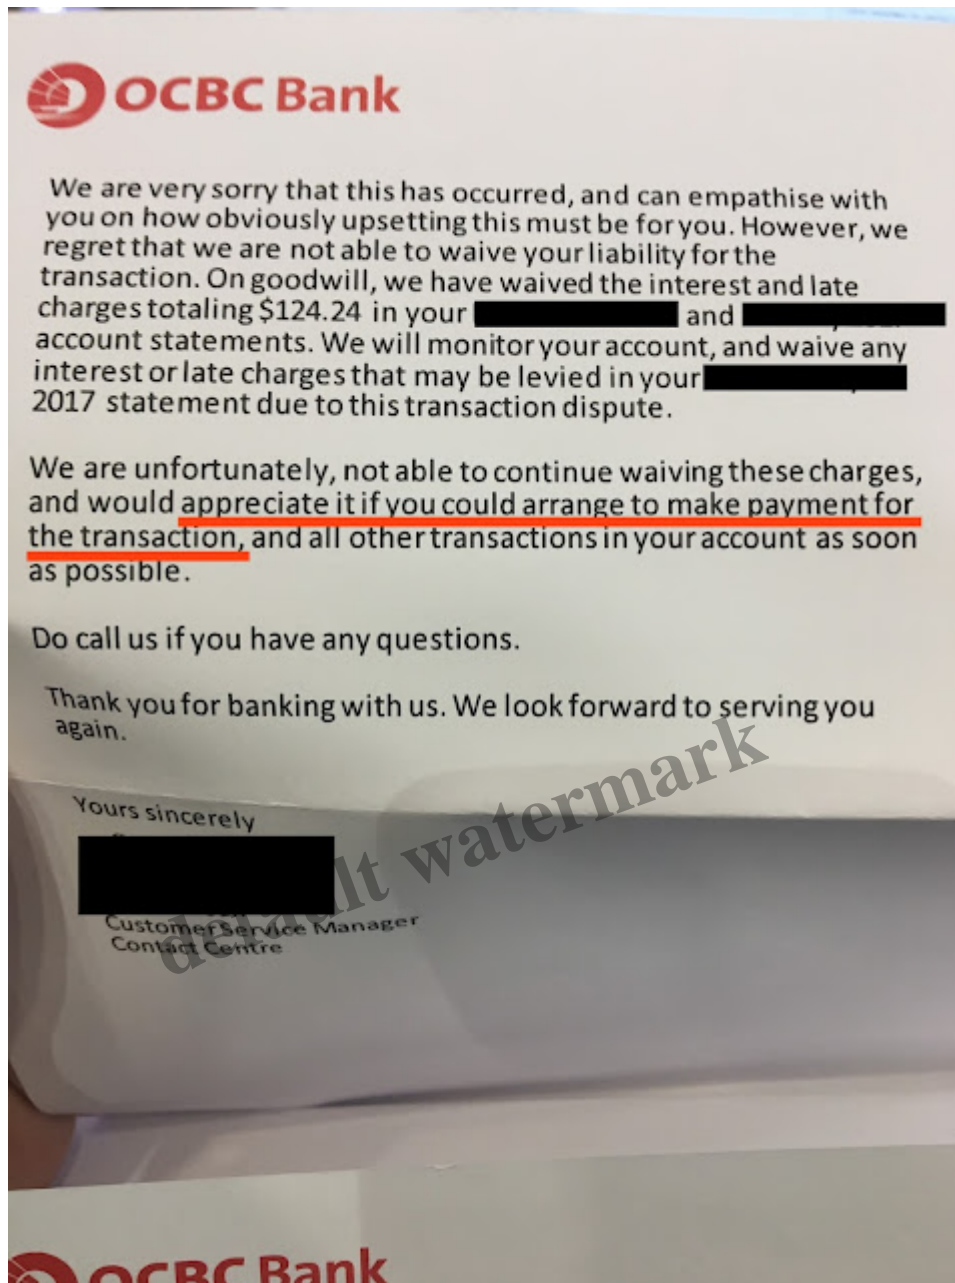 OCBC Bank
We are very sorry that this has occurred, and can empathise with
you on how obviously upsetting this must be for you. However, we
regret that we are not able to waive your liability for the
transaction. On goodwill, we have waived the interest and late
charges totaling $124.24 in your and
account statements. We will monitor your account, and waive any
interest or late charges that may be levied in your
2017 statement due to this transaction dispute.
We are unfortunately, not able to continue waiving these charges,
and would appreciate it if you could arrange to make payment for
the transaction, and all other transactions in your account as soon
as possible.
Do call us if you have any questions.
Thank you for banking with us. We look forward to serving you
again.
Yours sincerely
Customer Service Manager
Contact Centre
default watermark
OCBC Bank